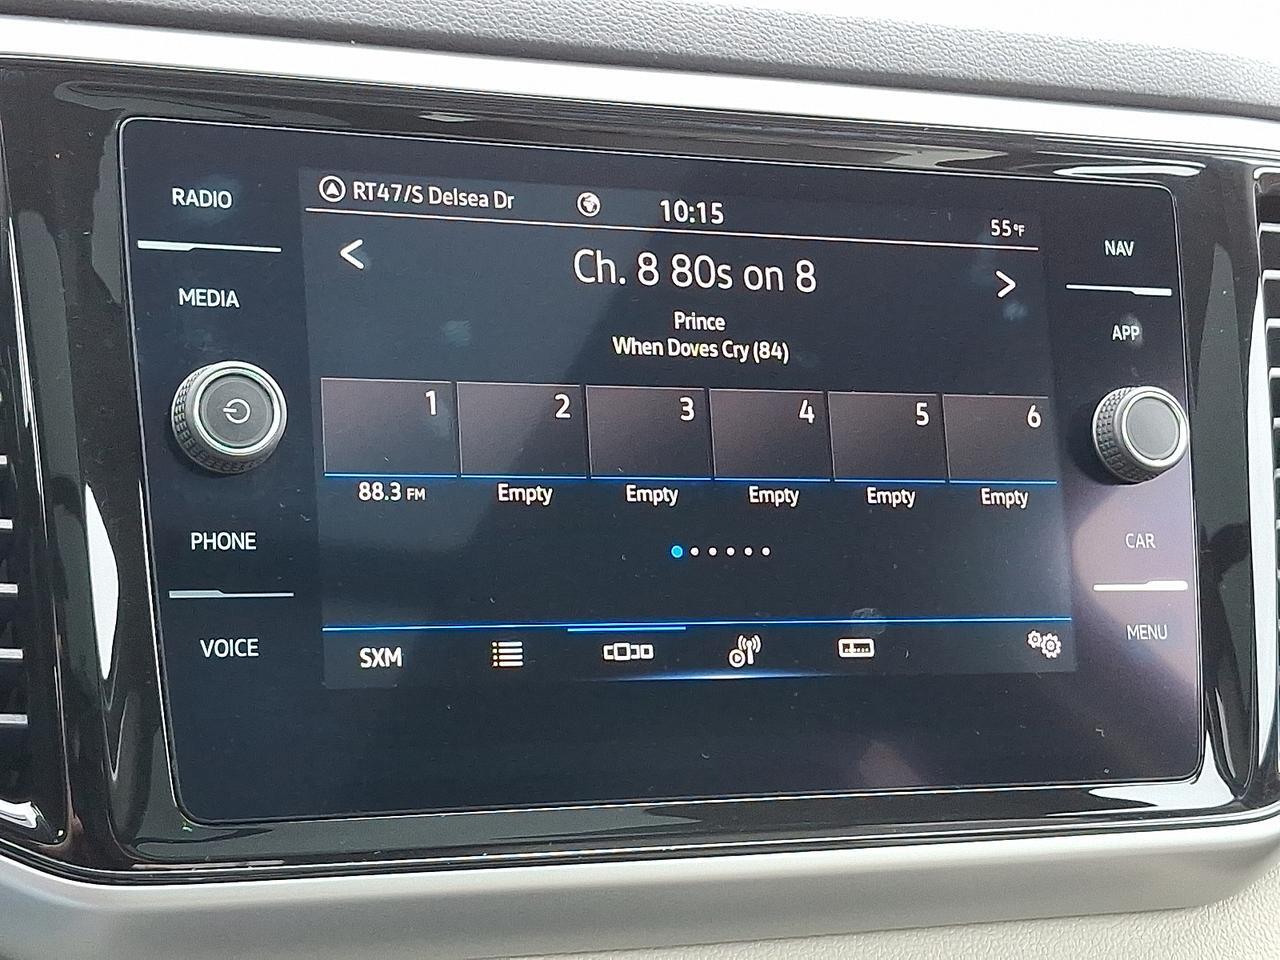 RADIO
MEDIA
PHONE
VOICE
RT47/S Delsea Dr
10:15
55°F
Ch. 8 80s on 8
Prince
When Doves Cry (84)
1 2 3 4 5 6
88.3 FM Empty Empty Empty Empty Empty
SXM
NAV
APP
CAR
MENU